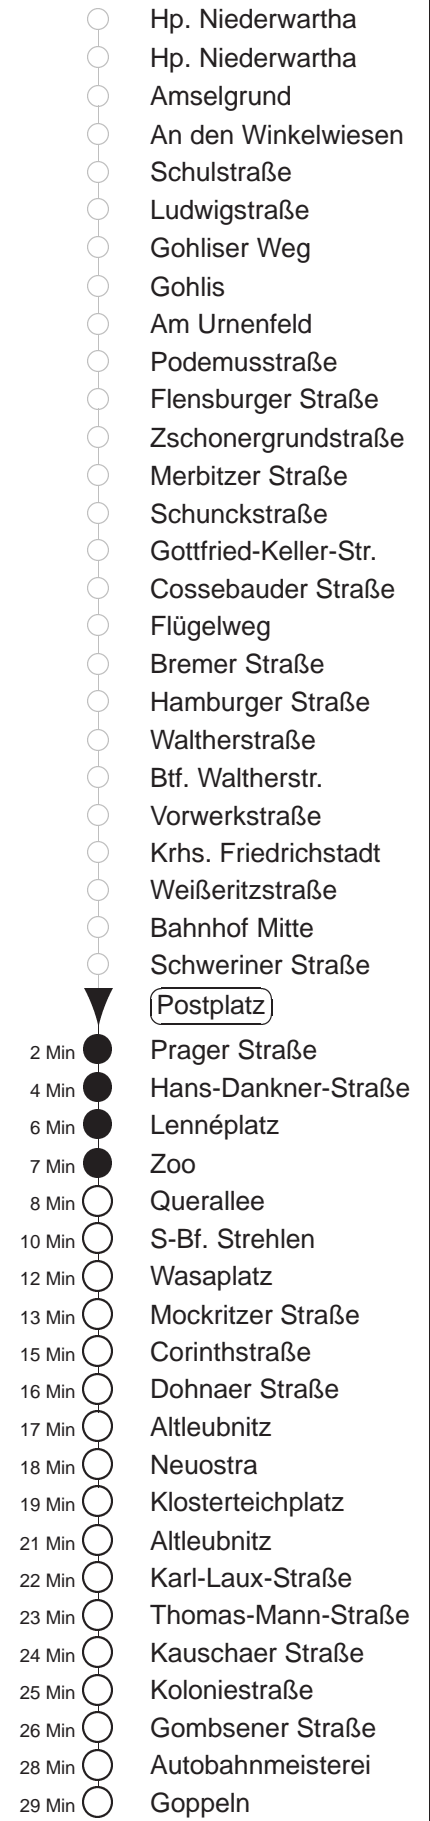 Hp. Niederwartha
Hp. Niederwartha
Amselgrund
An den Winkelwiesen
Schulstraße
Ludwigstraße
Gohliser Weg
Gohlis
Am Urnenfeld
Podemusstraße
Flensburger Straße
Zschonergrundstraße
Merbitzer Straße
Schunckstraße
Gottfried-Keller-Str.
Cossebauder Straße
Flügelweg
Bremer Straße
Hamburger Straße
Waltherstraße
Btf. Waltherstr.
Vorwerkstraße
Krhs. Friedrichstadt
Weißeritzstraße
Bahnhof Mitte
Schweriner Straße
Postplatz
2 Min Prager Straße
4 Min Hans-Dankner-Straße
6 Min Lennéplatz
7 Min Zoo
8 Min Querallee
10 Min S-Bf. Strehlen
12 Min Wasaplatz
13 Min Mockritzer Straße
15 Min Corinthstraße
16 Min Dohnaer Straße
17 Min Altleubnitz
18 Min Neuostra
19 Min Klosterteichplatz
21 Min Altleubnitz
22 Min Karl-Laux-Straße
23 Min Thomas-Mann-Straße
24 Min Kauschaer Straße
25 Min Koloniestraße
26 Min Gombsener Straße
28 Min Autobahnmeisterei
29 Min Goppeln